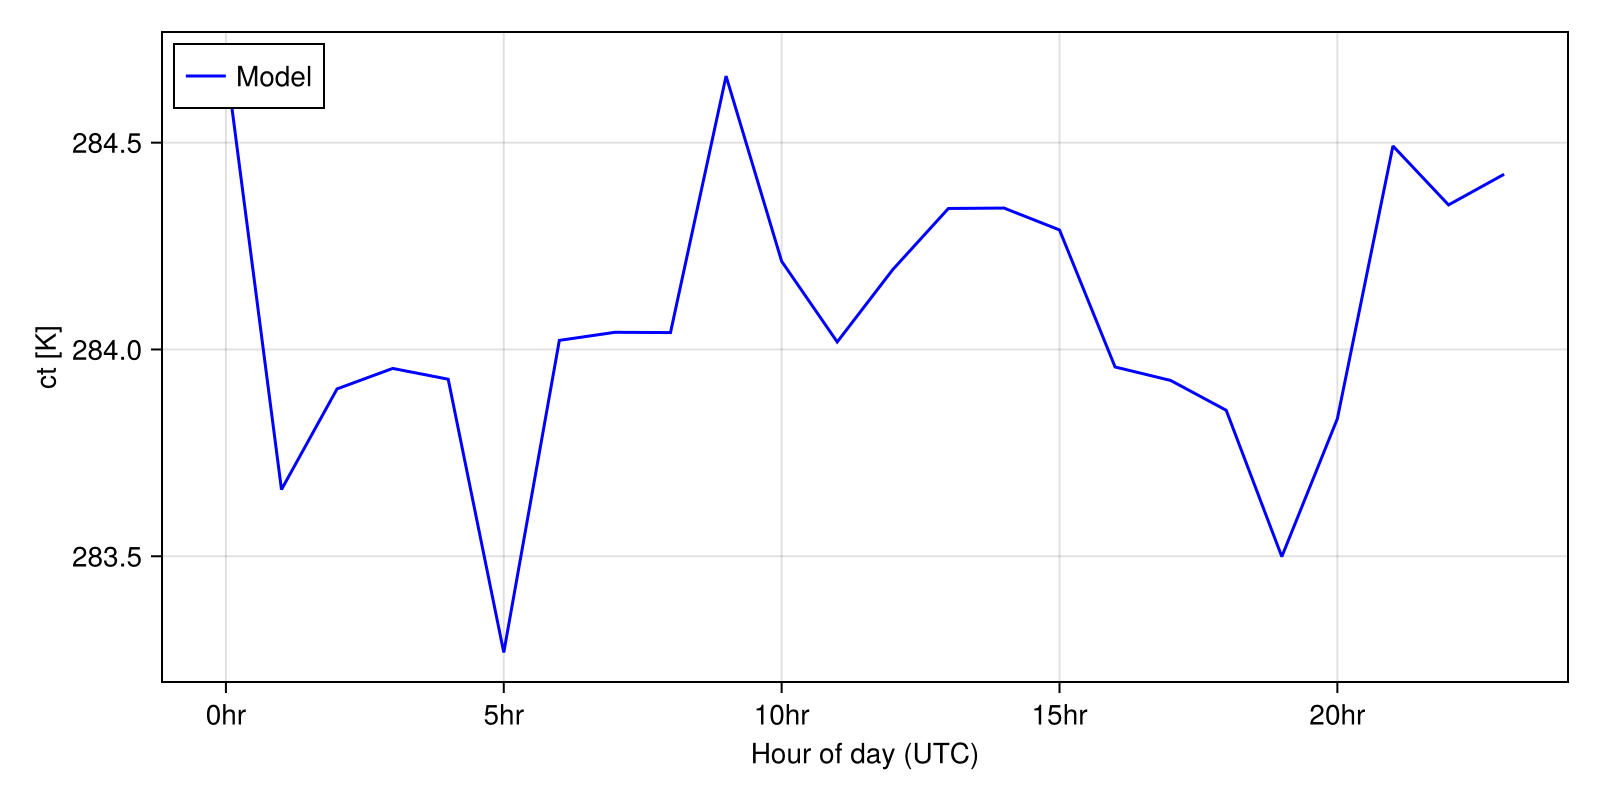 Model
284.5
284.0
283.5
ct [K]
0hr
5hr
10hr
15hr
20hr
Hour of day (UTC)